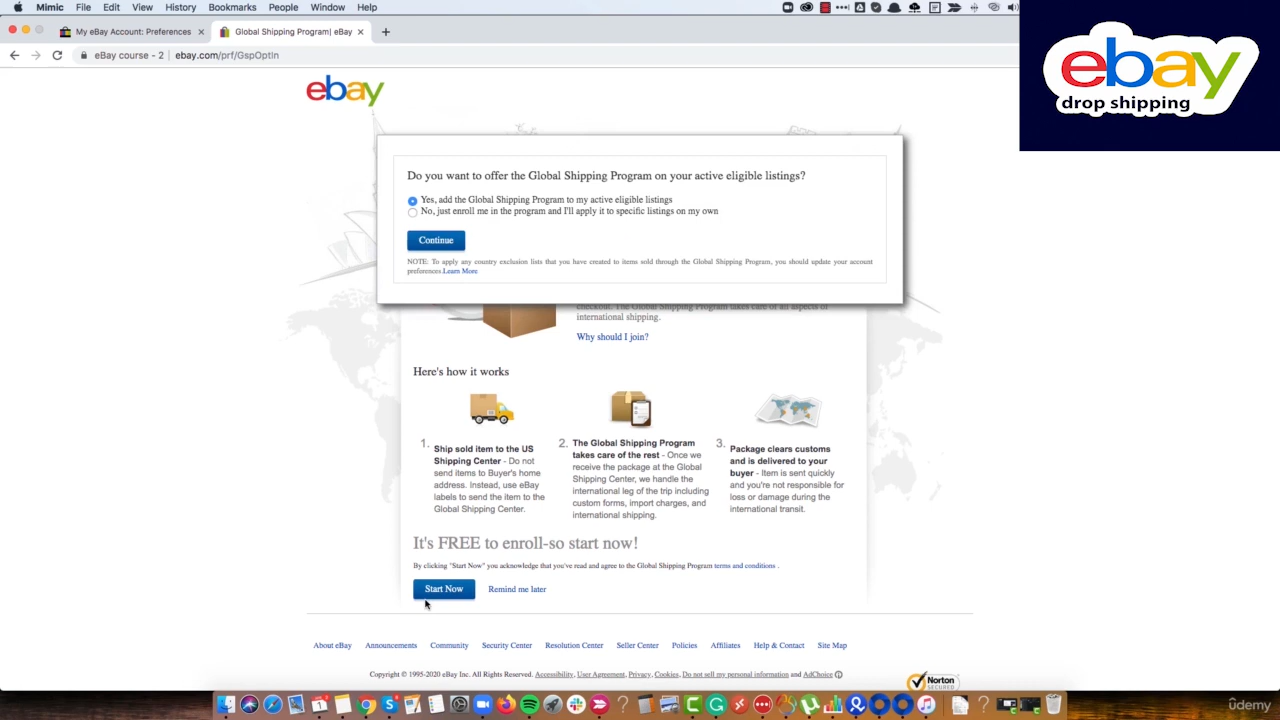 Mimic File Edit View History Bookmarks People Window Help
My eBay Account: Preferences
Global Shipping Program| eBay
eBay course - 2 ebay.com/prf/GspOptIn
ebay
drop shipping
ebay
Do you want to offer the Global Shipping Program on your active eligible listings?
Yes, add the Global Shipping Program to my active eligible listings
No, just enroll me in the program and I'll apply it to specific listings on my own
Continue
NOTE: To apply any country exclusion lists that you have created to items sold through the Global Shipping Program, you should update your account
preferences.Learn More
checkout. The Global Shipping Program takes care of all aspects of
international shipping.
Why should I join?
Here's how it works
1. Ship sold item to the US
Shipping Center - Do not
send items to Buyer's home
address. Instead, use eBay
labels to send the item to the
Global Shipping Center.
2. The Global Shipping Program
takes care of the rest - Once we
receive the package at the Global
Shipping Center, we handle the
international leg of the trip including
custom forms, import charges, and
international shipping.
3. Package clears customs
and is delivered to your
buyer - Item is sent quickly
and you're not responsible for
loss or damage during the
international transit.
It's FREE to enroll-so start now!
By clicking "Start Now" you acknowledge that you've read and agree to the Global Shipping Program terms and conditions .
Start Now Remind me later
About eBay Announcements Community Security Center Resolution Center Seller Center Policies Affiliates Help & Contact Site Map
Copyright © 1995-2020 eBay Inc. All Rights Reserved. Accessibility, User Agreement, Privacy, Cookies, Do not sell my personal information and AdChoice
Norton
SECURED
ûdemy